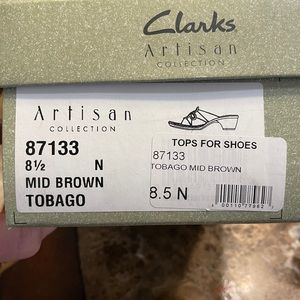 Clarks
Artisan
COLLECTION
Artisan
COLLECTION
87133
8½ N
MID BROWN
TOBAGO
TOPS FOR SHOES
87133
TOBAGO MID BROWN
8.5 N